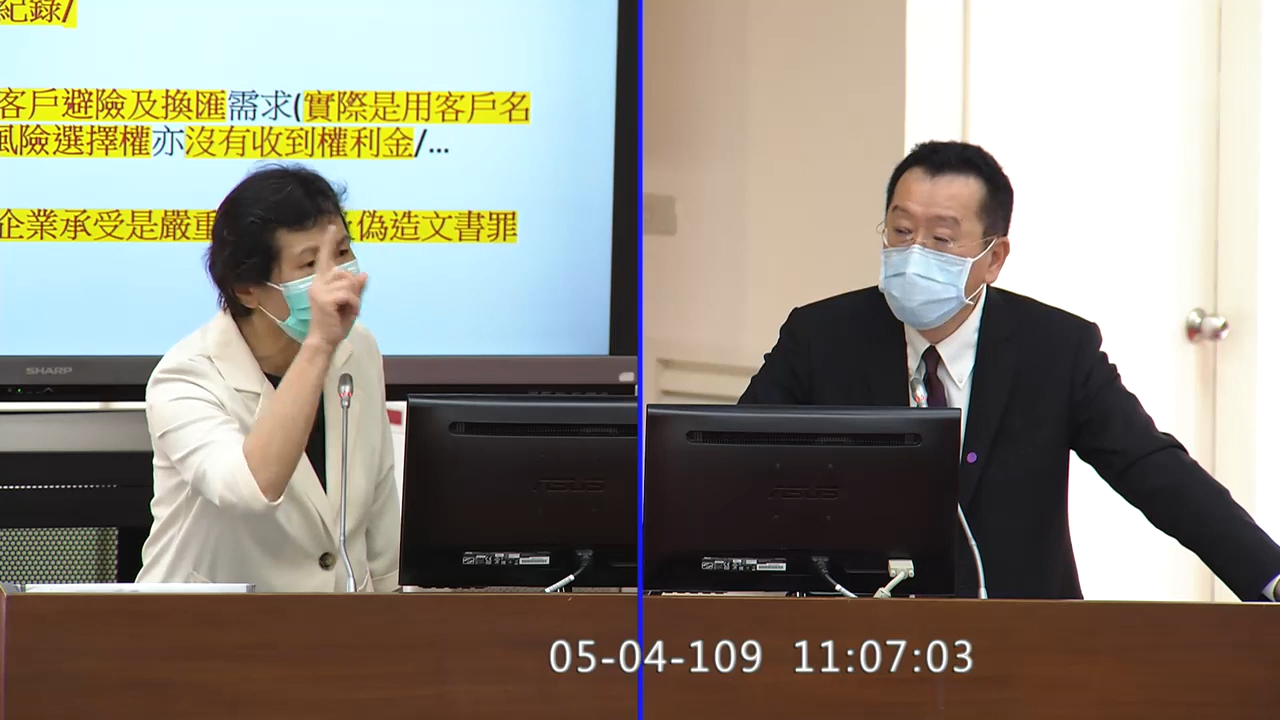 紀錄/
客戶避險及換匯需求(實際是用客戶名
風險選擇權亦沒有收到權利金/...
企業承受是嚴重
偽造文書罪
SHARP
ASUS
ASUS
05-04-109 11:07:03